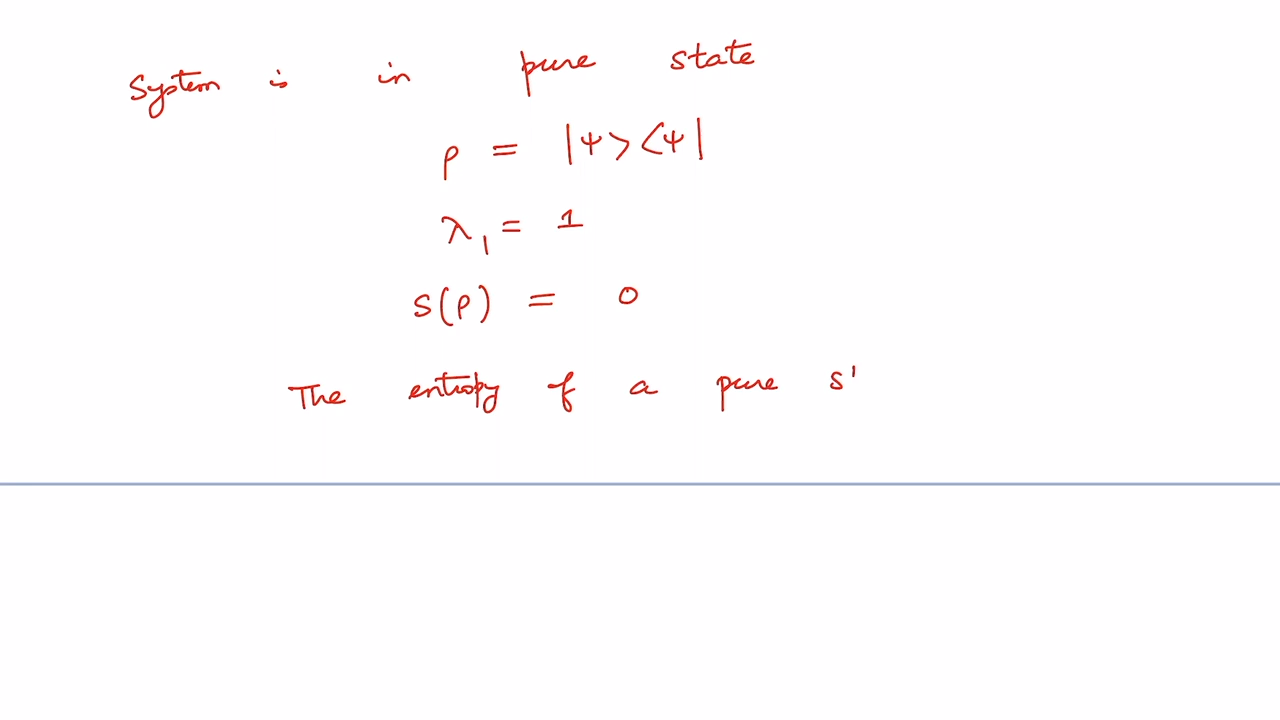 System is in pure state
ρ = |ψ> <ψ|
λ₁ = 1
S(ρ) = 0
The entropy of a pure s'